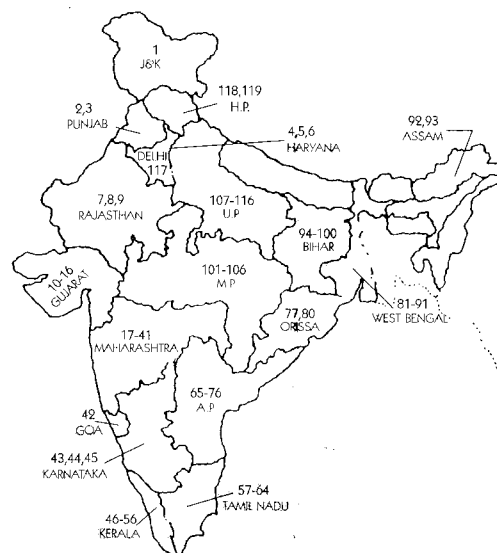 1
J&K
118,119
H.P.
2,3
PUNJAB
4,5,6
HARYANA
92,93
ASSAM
DELHI
117
7,8,9
RAJASTHAN
107-116
U.P
94-100
BIHAR
10-16
GUJARAT
101-106
M.P
81-91
WEST BENGAL
77,80
ORISSA
17-41
MAHARASHTRA
65-76
A.P
42
GOA
43,44,45
KARNATAKA
57-64
TAMIL NADU
46-56
KERALA